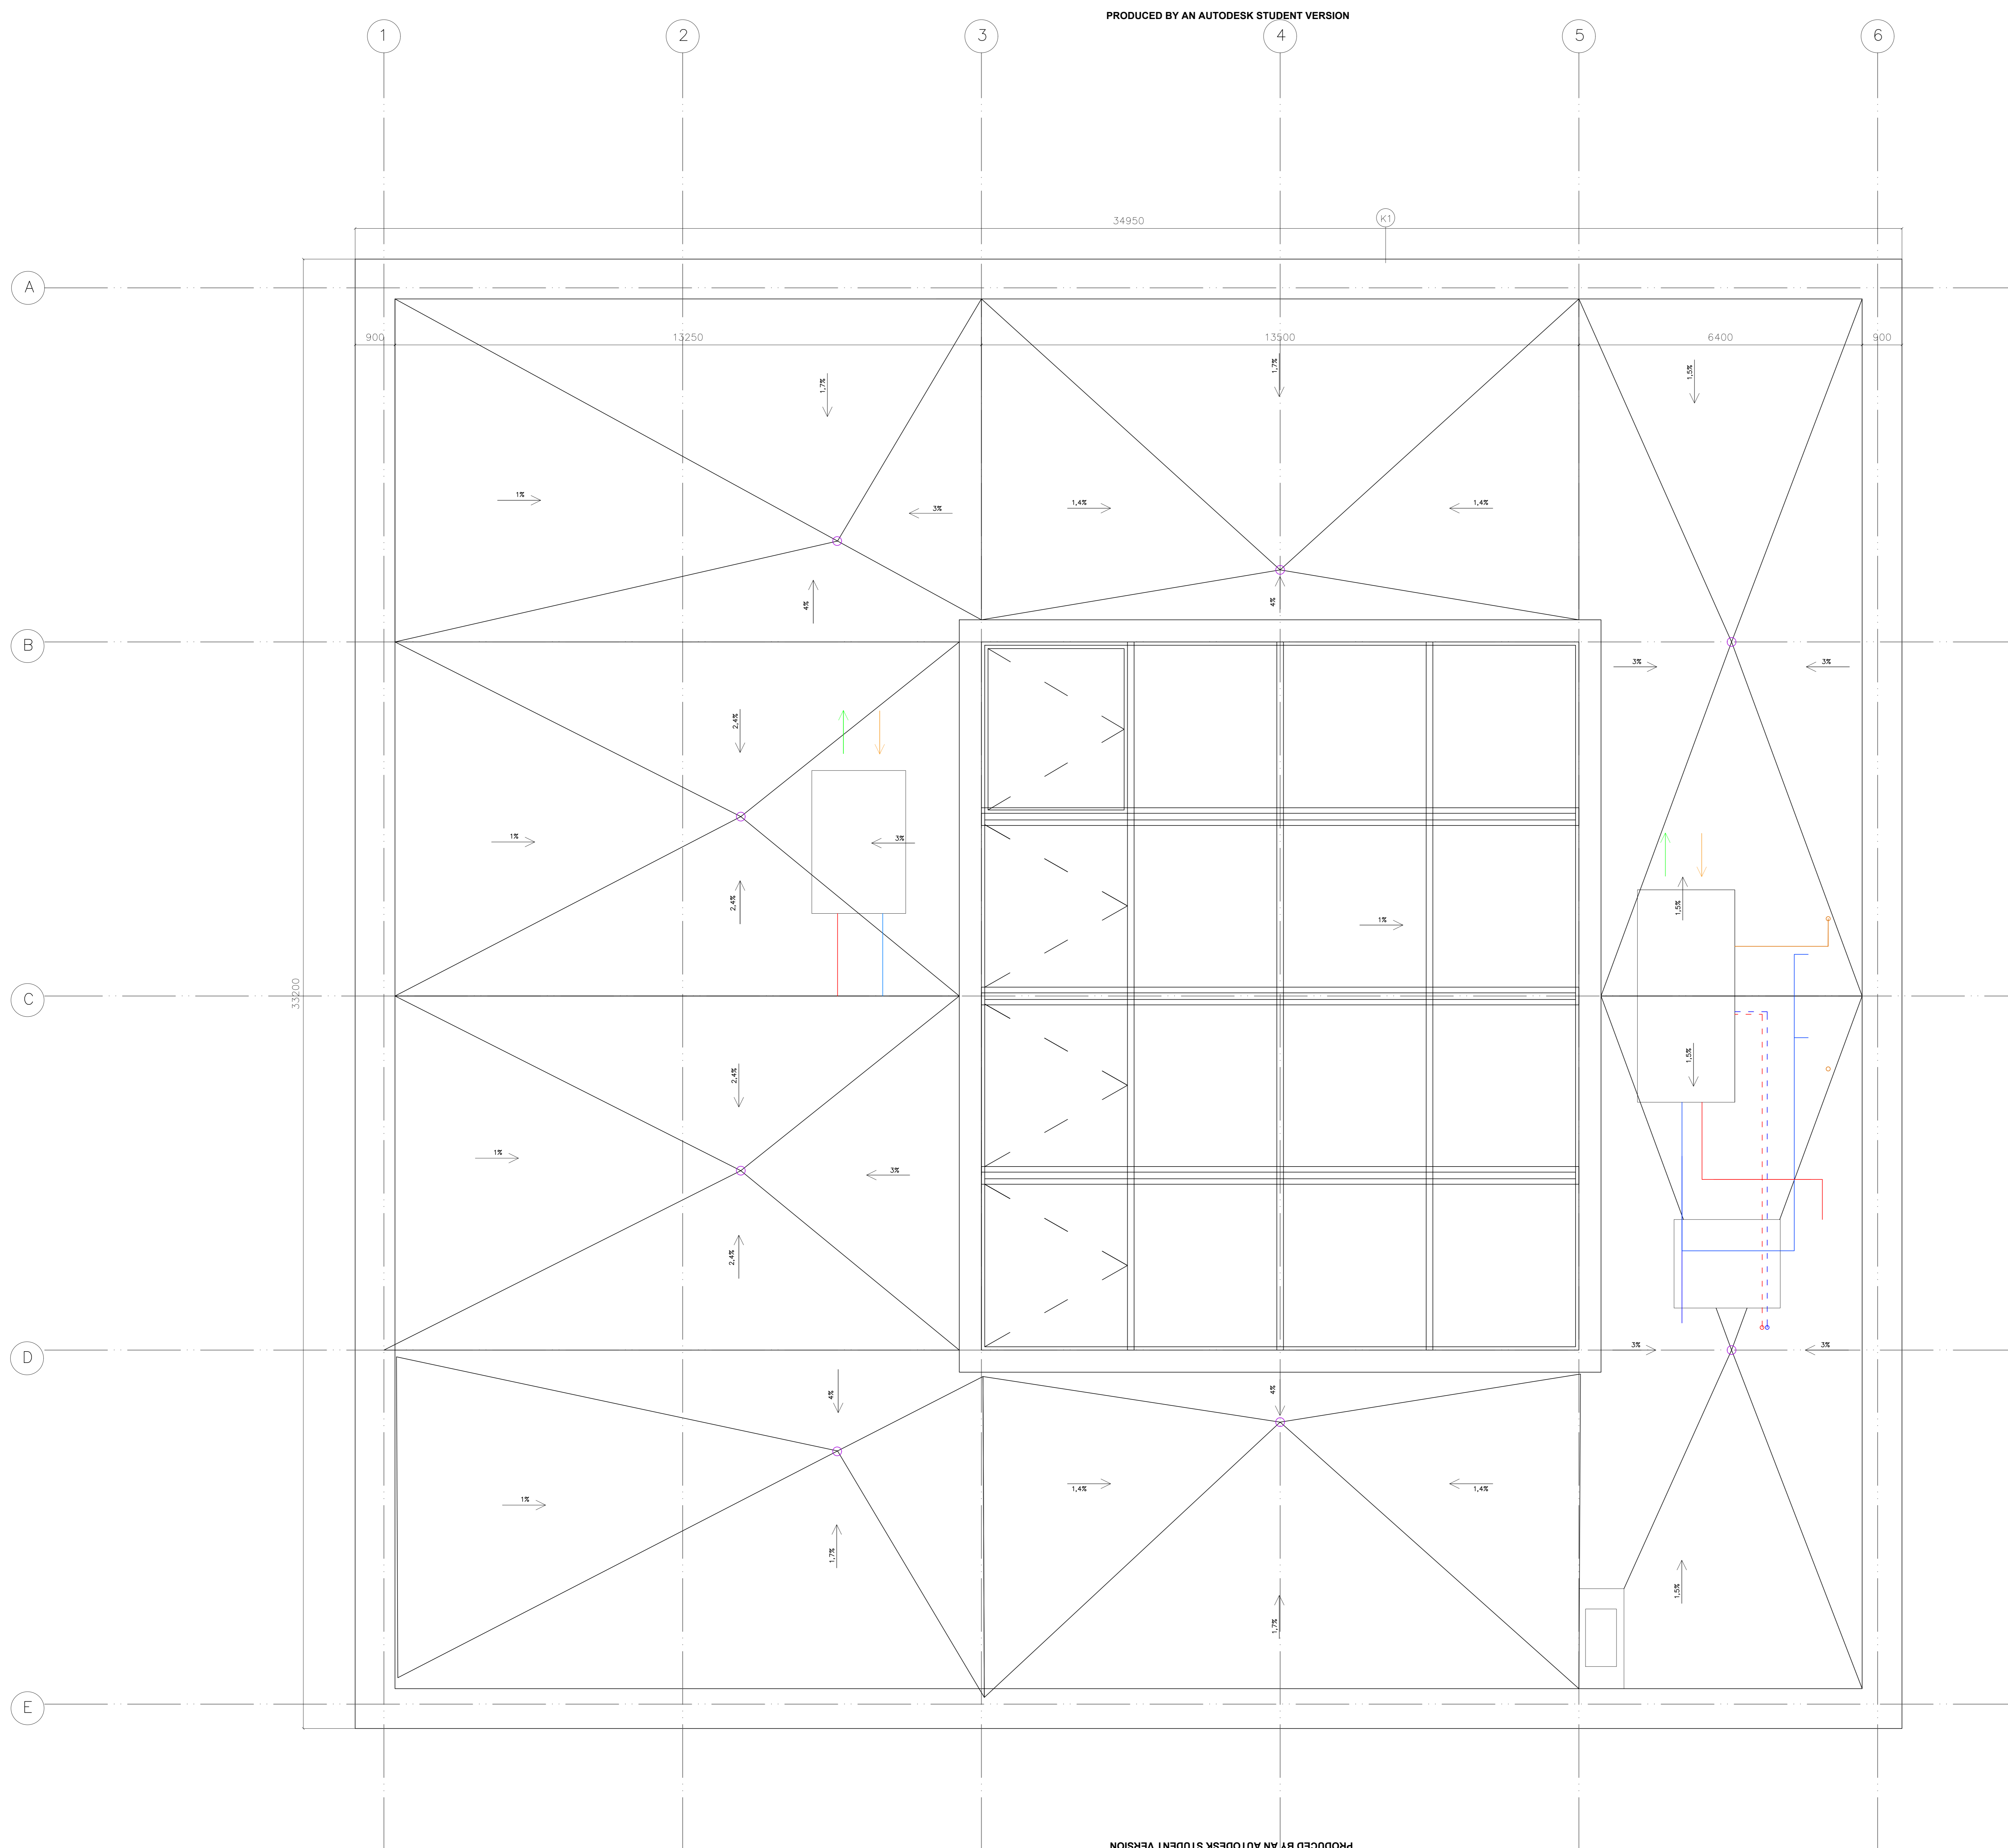 PRODUCED BY AN AUTODESK STUDENT VERSION
1 2 3 4 5 6
K1
34950
A
900 13250 13500 6400 900
1,7% 1,7% 1,5%
1%
3%
1,4% 1,4%
4% 4%
B
3% 3%
2,4%
1% 3%
2,4%
1,5%
1%
C
33200
1,5%
2,4%
1% 3%
2,4%
D
3% 3%
4% 4%
1,4% 1,4%
1%
1,7%
1,5%
1,7%
E
PRODUCED BY AN AUTODESK STUDENT VERSION